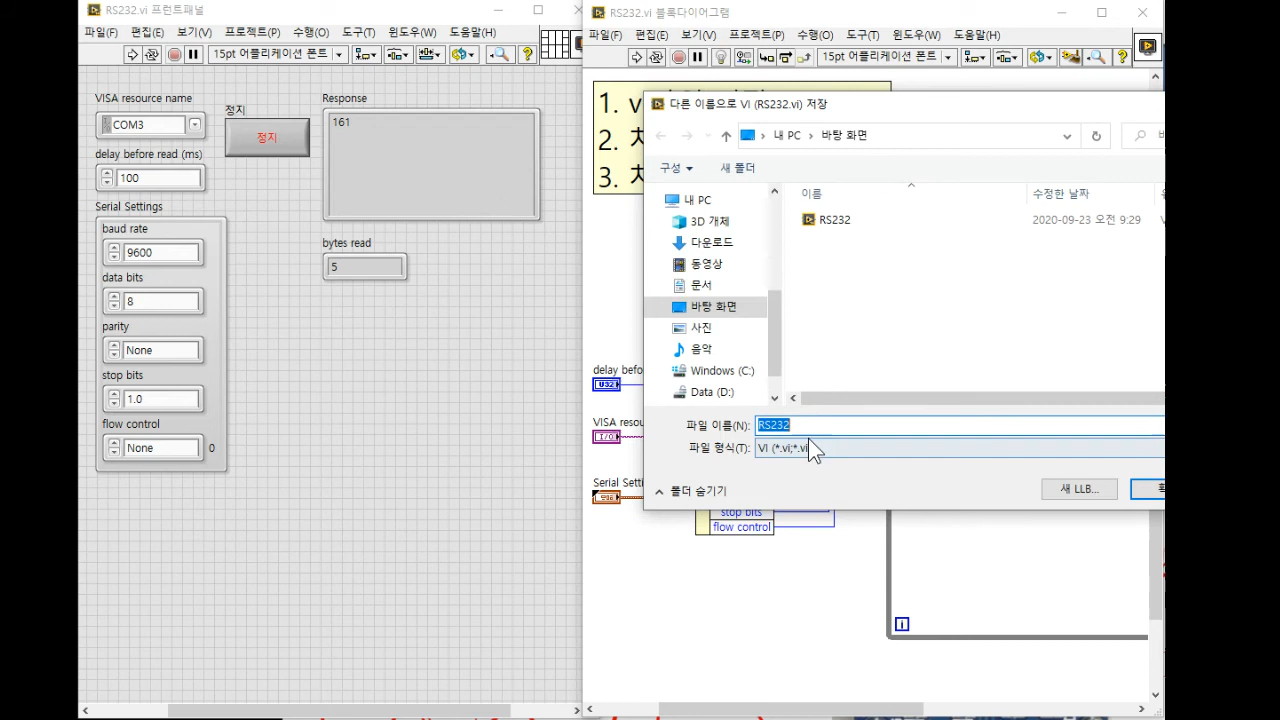 RS232.vi 프런트패널
파일(F) 편집(E) 보기(V) 프로젝트(P) 수행(O) 도구(T) 윈도우(W) 도움말(H)
15pt 어플리케이션 폰트
VISA resource name
COM3
delay before read (ms)
100
정지
정지
Response
161
bytes read
5
Serial Settings
baud rate
9600
data bits
8
parity
None
stop bits
1.0
flow control
None 0
RS232.vi 블록다이어그램
파일(F) 편집(E) 보기(V) 프로젝트(P) 수행(O) 도구(T) 윈도우(W) 도움말(H)
15pt 어플리케이션 폰트
1.
2.
3.
다른 이름으로 VI (RS232.vi) 저장
내 PC 바탕 화면
구성 새 폴더
내 PC
3D 개체
다운로드
동영상
문서
바탕 화면
사진
음악
Windows (C:)
Data (D:)
이름 수정한 날짜
RS232 2020-09-23 오전 9:29
파일 이름(N): RS232
파일 형식(T): VI (*.vi;*.vi
폴더 숨기기
새 LLB...
delay befo
U32
VISA resou
I/O
Serial Setti
stop bits
flow control
i